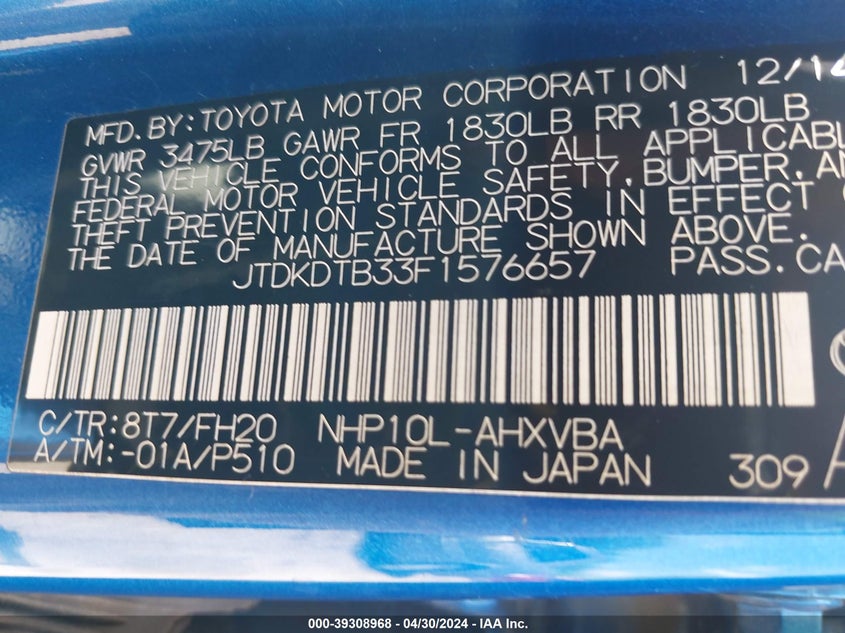 MFD. BY: TOYOTA MOTOR CORPORATION 12/14
GVWR 3475LB GAWR FR 1830LB RR 1830LB
THIS VEHICLE CONFORMS TO ALL APPLICABL
FEDERAL MOTOR VEHICLE SAFETY, BUMPER, AN
THEFT PREVENTION STANDARDS IN EFFECT
THE DATE OF MANUFACTURE SHOWN ABOVE.
JTDKDTB33F1576657 PASS. CA
C/TR: 8T7/FH20 NHP10L-AHXVBA
A/TM: -01A/P510 MADE IN JAPAN 309
000-39308968 | 04/30/2024 - IAA Inc.